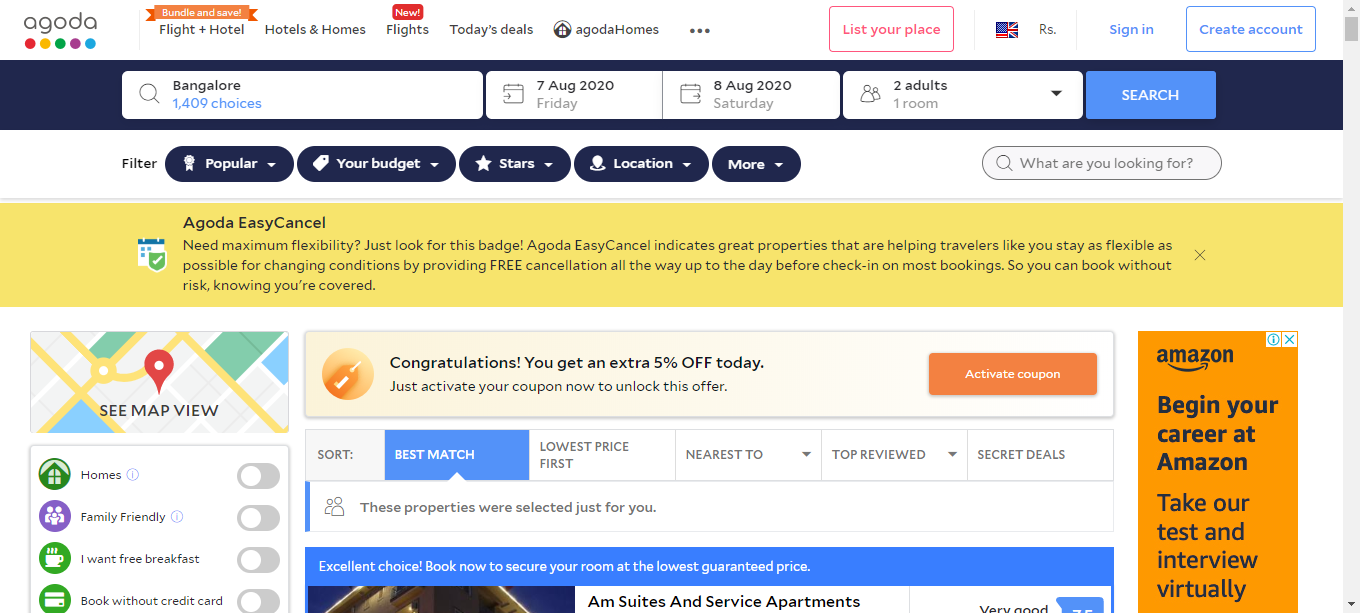 agoda
Bundle and save!
Flight + Hotel
Hotels & Homes
New!
Flights
Today's deals
agodaHomes
List your place
Rs.
Sign in
Create account
Bangalore
1,409 choices
7 Aug 2020
Friday
8 Aug 2020
Saturday
2 adults
1 room
SEARCH
Filter
Popular
Your budget
Stars
Location
More
What are you looking for?
Agoda EasyCancel
Need maximum flexibility? Just look for this badge! Agoda EasyCancel indicates great properties that are helping travelers like you stay as flexible as
possible for changing conditions by providing FREE cancellation all the way up to the day before check-in on most bookings. So you can book without
risk, knowing you're covered.
SEE MAP VIEW
Homes
Family Friendly
I want free breakfast
Book without credit card
Congratulations! You get an extra 5% OFF today.
Just activate your coupon now to unlock this offer.
Activate coupon
SORT:
BEST MATCH
LOWEST PRICE
FIRST
NEAREST TO
TOP REVIEWED
SECRET DEALS
These properties were selected just for you.
Excellent choice! Book now to secure your room at the lowest guaranteed price.
Am Suites And Service Apartments
Very good
7.5
amazon
Begin your
career at
Amazon
Take our
test and
interview
virtually